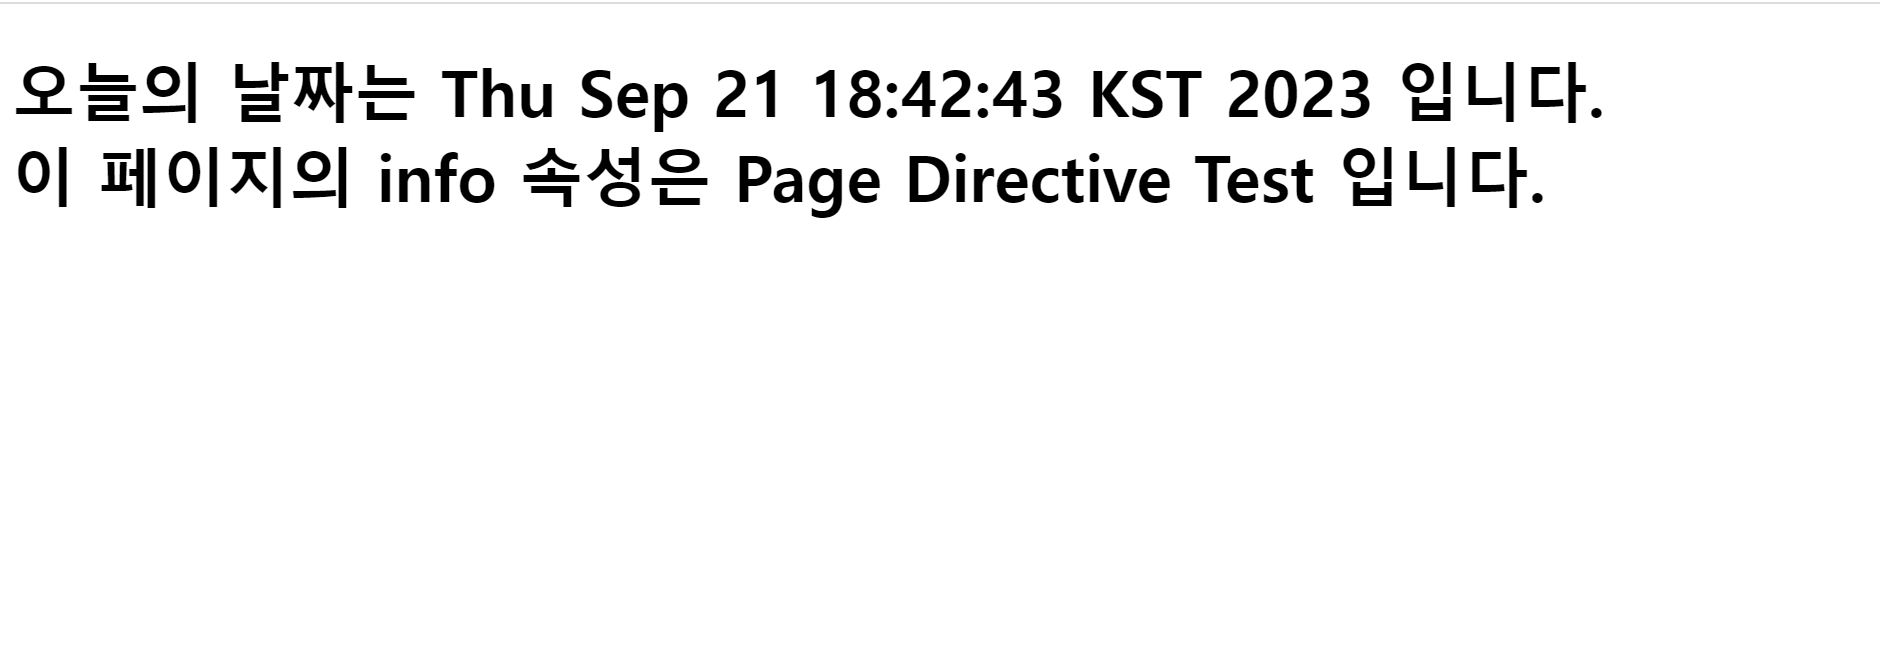 오늘의 날짜는 Thu Sep 21 18:42:43 KST 2023 입니다.
이 페이지의 info 속성은 Page Directive Test 입니다.